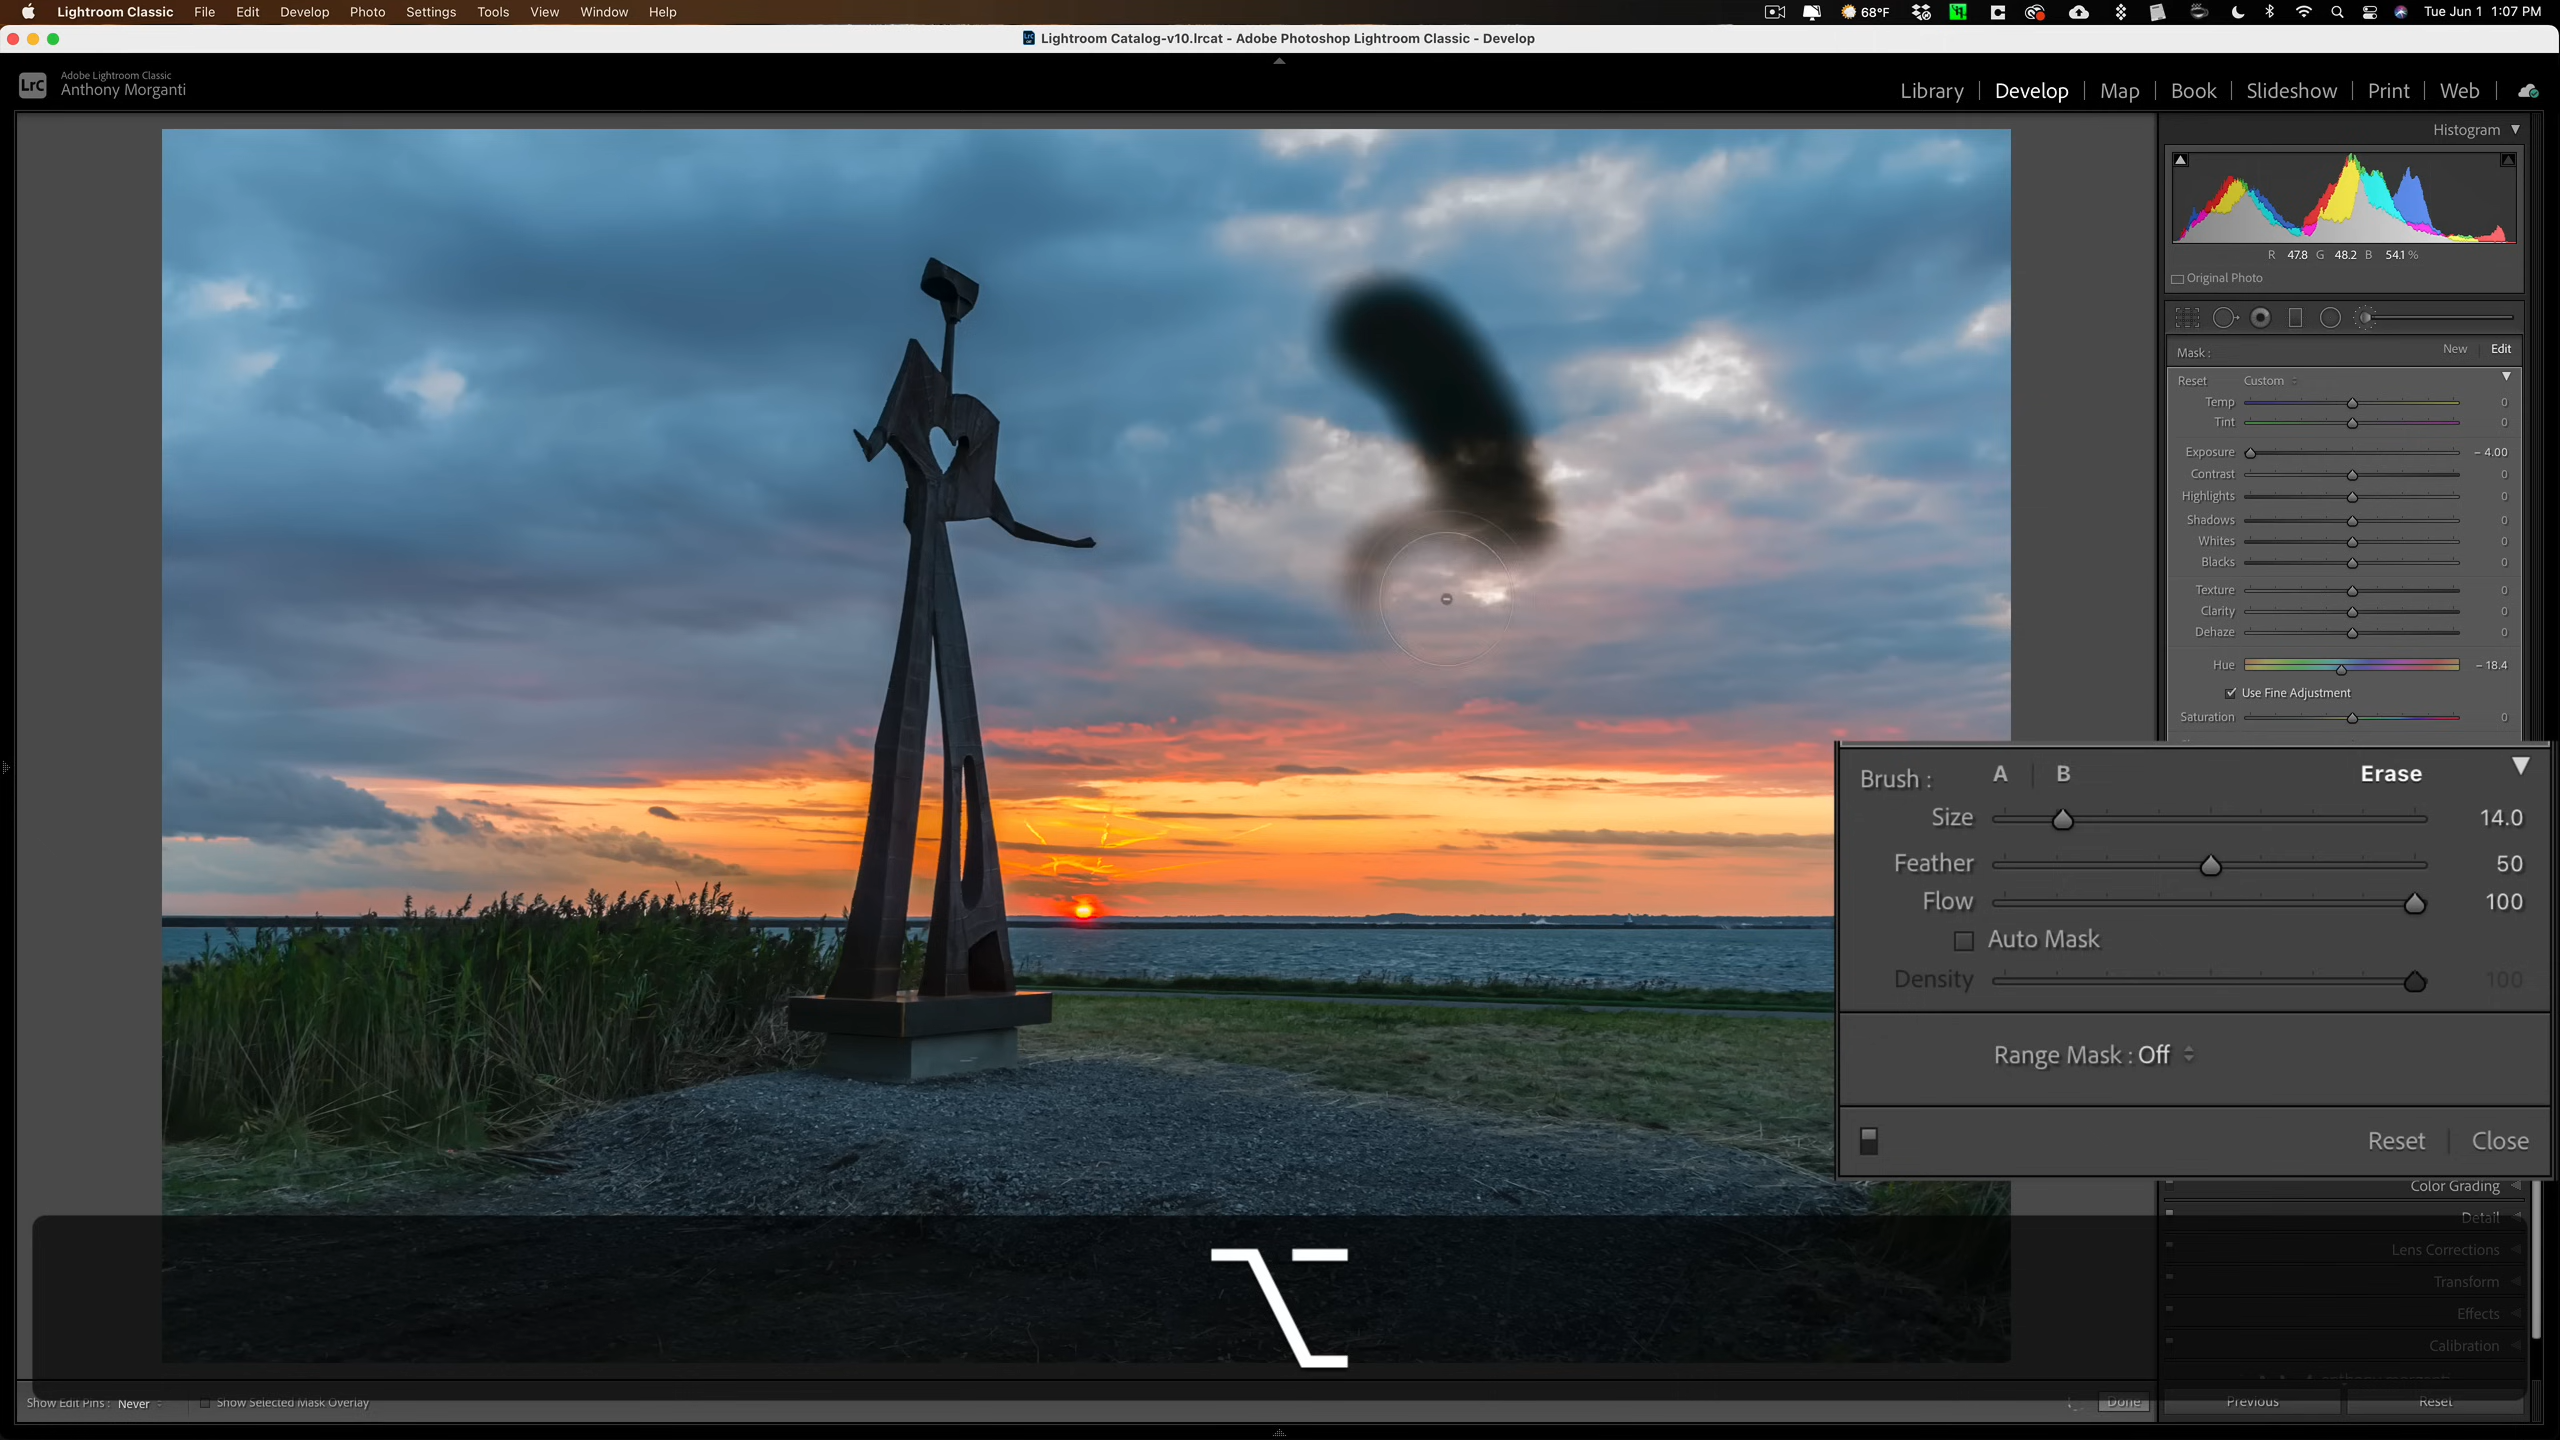 Lightroom Classic File Edit Develop Photo Settings Tools View Window Help 68°F Tue Jun 1 1:07 PM
Lightroom Catalog-v10.lrcat - Adobe Photoshop Lightroom Classic - Develop
LrC
Adobe Lightroom Classic
Anthony Morganti
Library Develop Map Book Slideshow Print Web
Histogram
R 47.8 G 48.2 B 54.1 %
Original Photo
Mask : New Edit
Reset Custom
Temp 0
Tint 0
Exposure – 4.00
Contrast 0
Highlights 0
Shadows 0
Whites 0
Blacks 0
Texture 0
Clarity 0
Dehaze 0
Hue – 18.4
Use Fine Adjustment
Saturation 0
Brush : A B Erase
Size 14.0
Feather 50
Flow 100
Auto Mask
Density 100
Range Mask : Off
Reset Close
Color Grading
Detail
Lens Corrections
Transform
Effects
Calibration
Show Edit Pins : Never Show Selected Mask Overlay Done Previous Reset